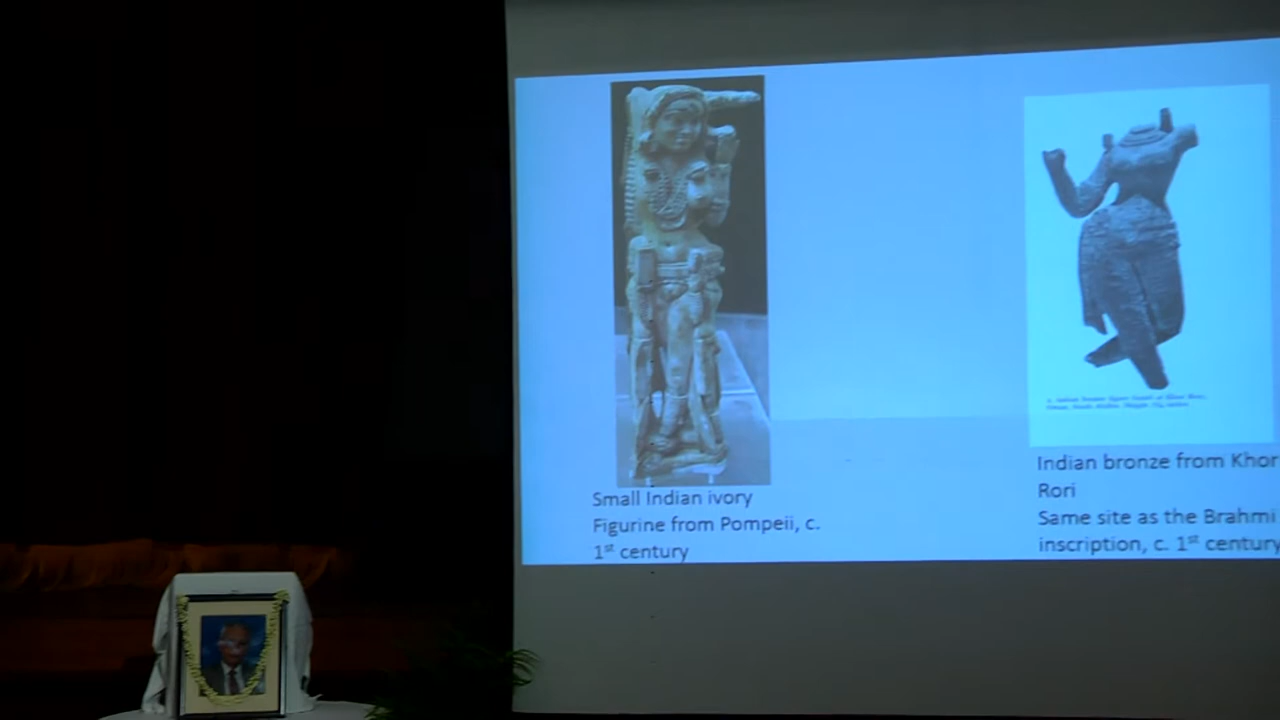 Small Indian ivory
Figurine from Pompeii, c.
1st century
Indian bronze from Khor
Rori
Same site as the Brahmi
inscription, c. 1st century